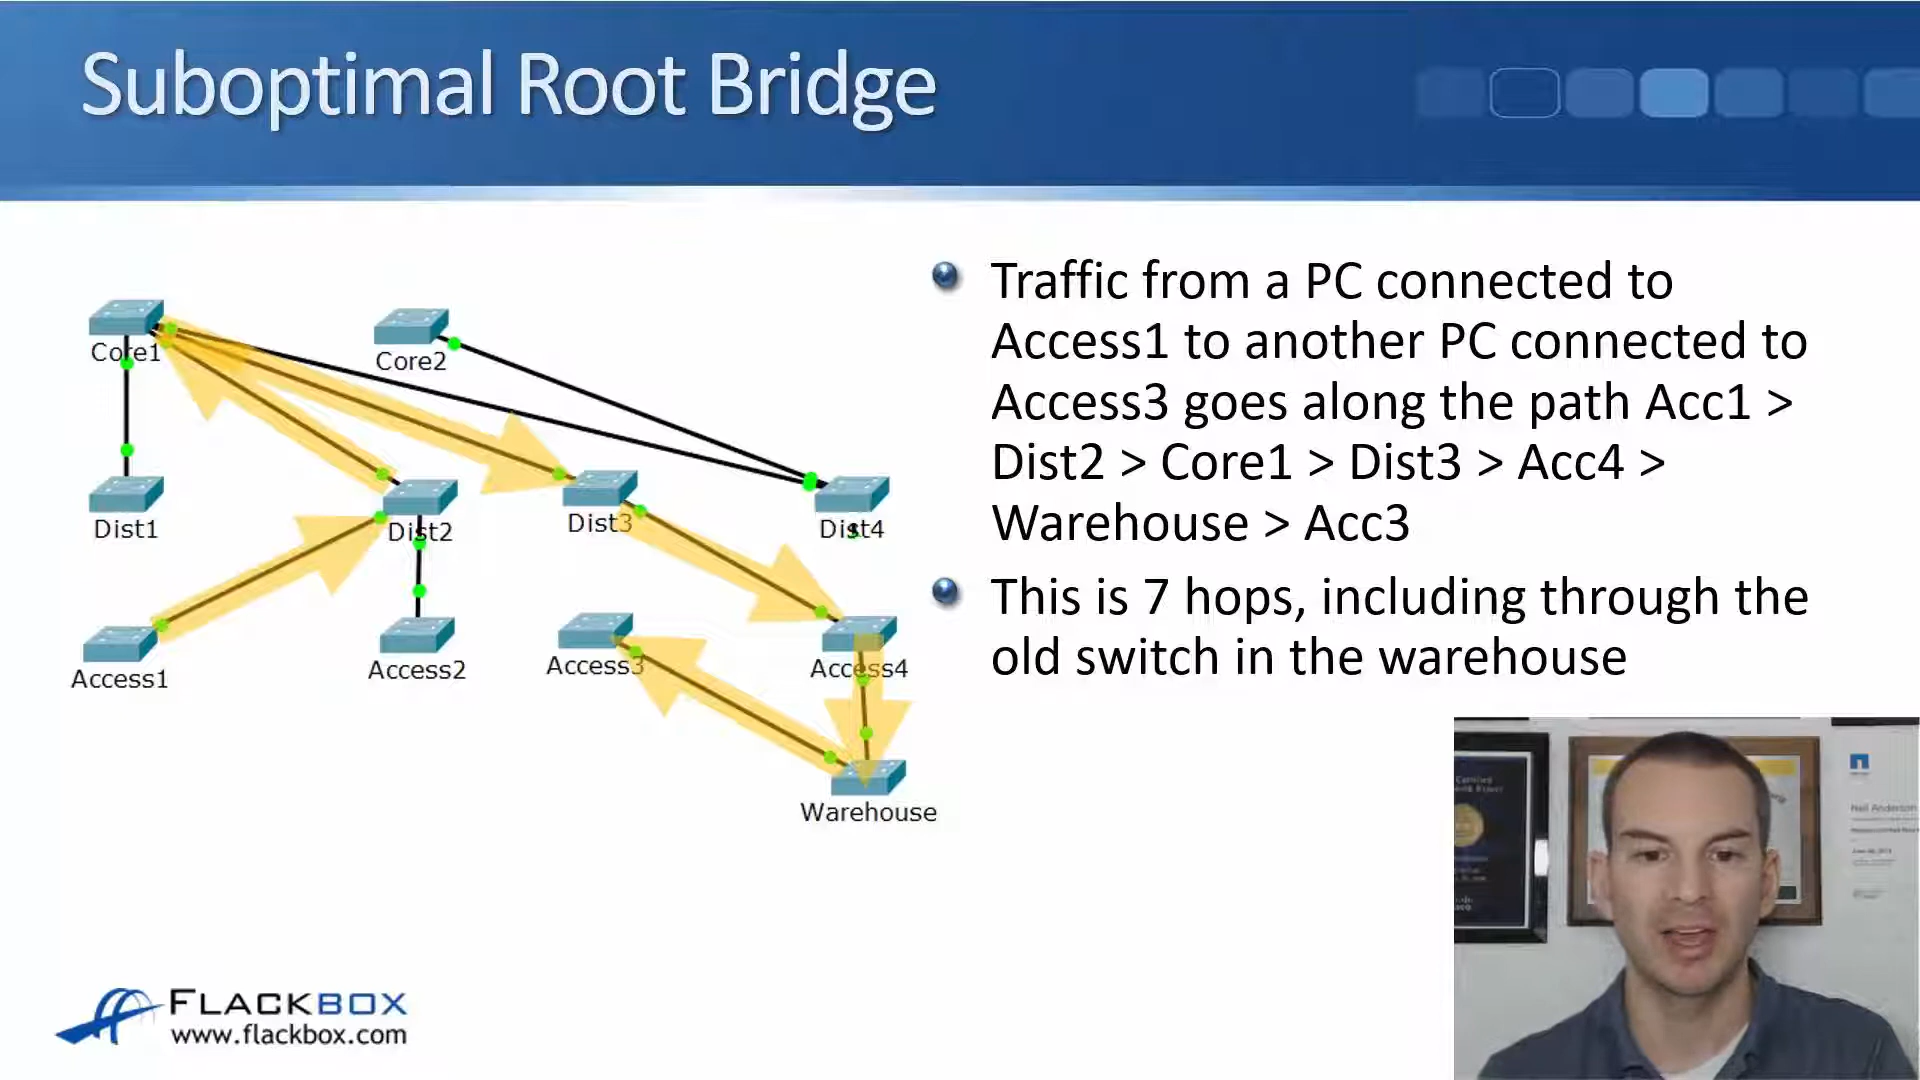 Suboptimal Root Bridge
Traffic from a PC connected to
Access1 to another PC connected to
Access3 goes along the path Acc1 >
Dist2 > Core1 > Dist3 > Acc4 >
Warehouse > Acc3
This is 7 hops, including through the
old switch in the warehouse
Core1
Core2
Dist1
Dist2
Dist3
Dist4
Access1
Access2
Access3
Access4
Warehouse
FLACKBOX
www.flackbox.com
Neil Anderson